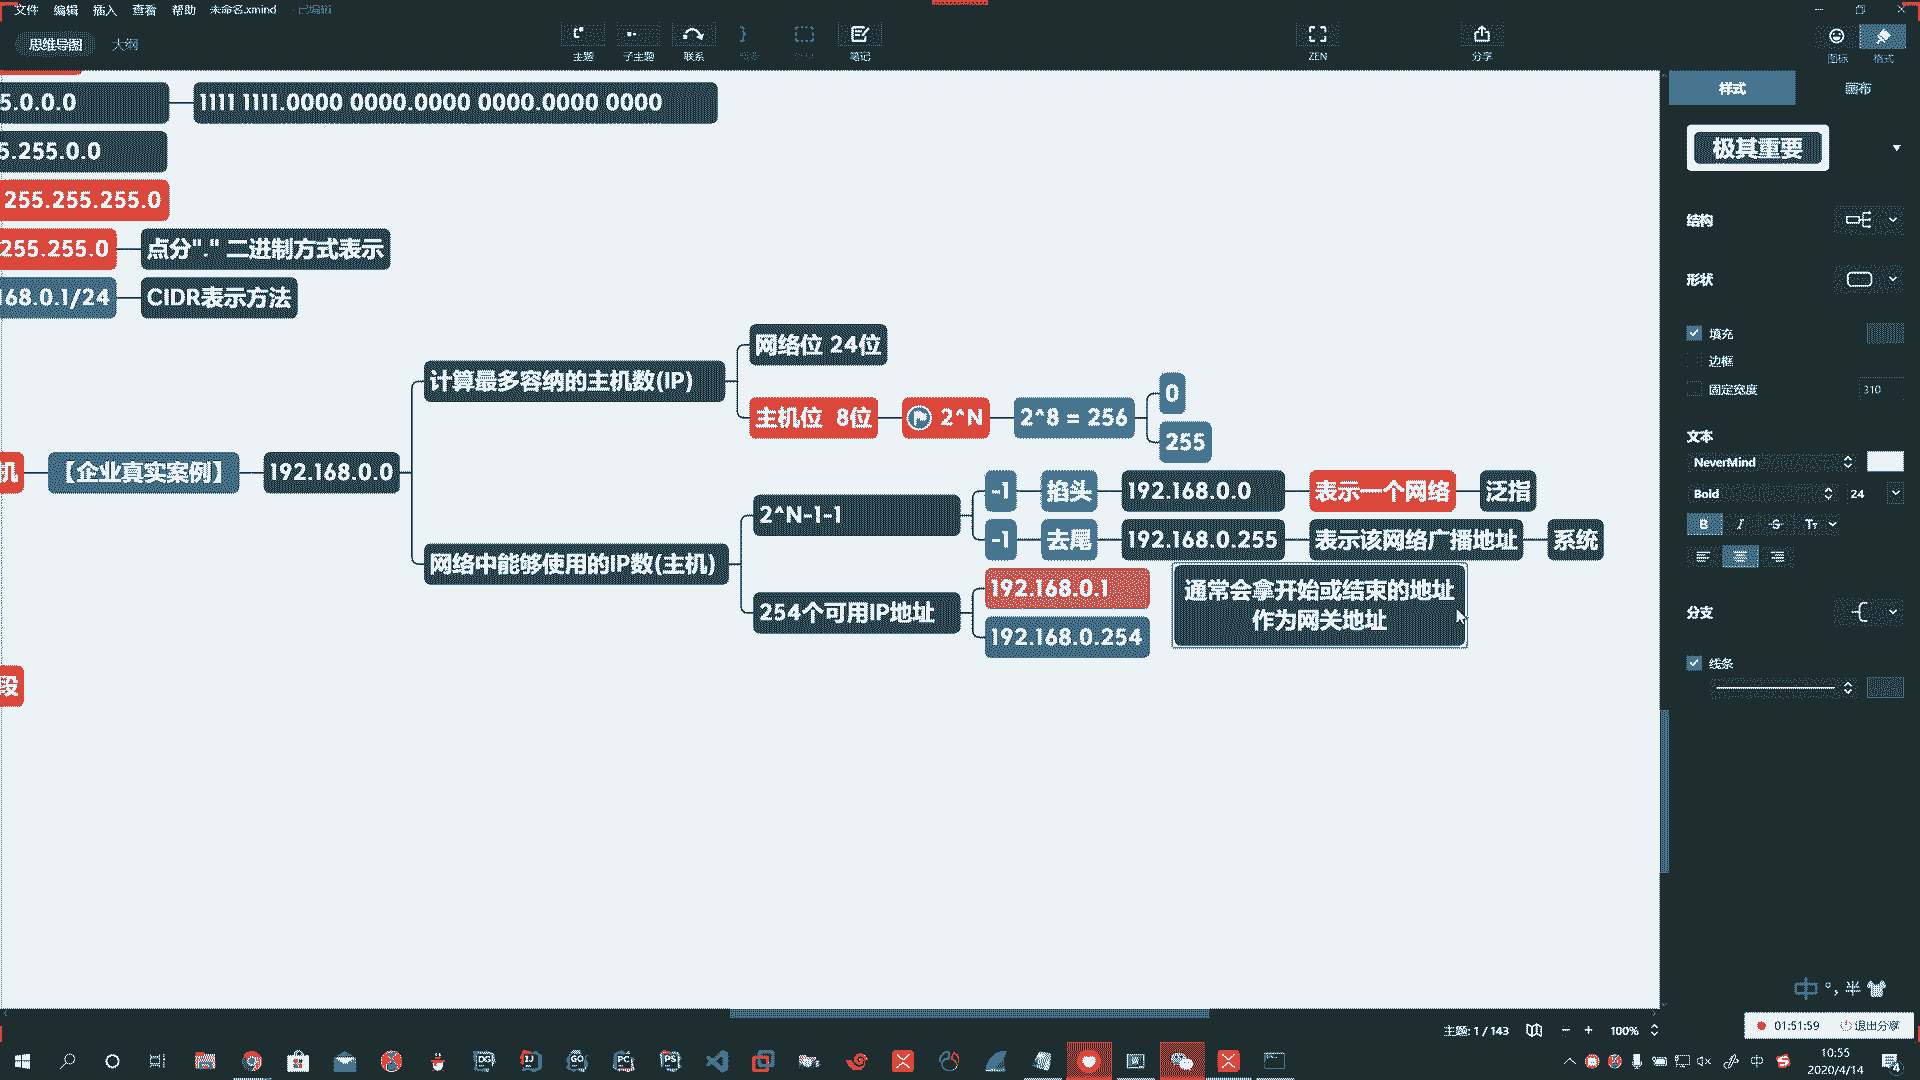 文件 编辑 插入 查看 帮助 未命名.xmind - 已编辑
思维导图 大纲
主题 子主题 联系 笔记 ZEN 分享 图标 格式
5.0.0.0 1111 1111.0000 0000.0000 0000.0000 0000
5.255.0.0
255.255.255.0
255.255.0 点分"." 二进制方式表示
168.0.1/24 CIDR表示方法
网络位 24位
计算最多容纳的主机数(IP)
主机位 8位 2^N 2^8 = 256
0
255
机 【企业真实案例】 192.168.0.0
2^N-1-1
-1 掐头 192.168.0.0 表示一个网络 泛指
-1 去尾 192.168.0.255 表示该网络广播地址 系统
网络中能够使用的IP数(主机)
254个可用IP地址
192.168.0.1
192.168.0.254
通常会拿开始或结束的地址
作为网关地址
段
样式 画布
极其重要
结构
形状
填充
边框
固定宽度 310
文本
NeverMind
Bold 24
B I S Tт
分支
线条
中 °, 半
主题: 1 / 143 - + 100%
01:51:59 退出分享
DG IJ GO PC PS
中 S
10:55
2020/4/14
4